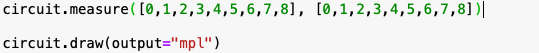 circuit.measure([0,1,2,3,4,5,6,7,8], [0,1,2,3,4,5,6,7,8])
circuit.draw(output="mpl")